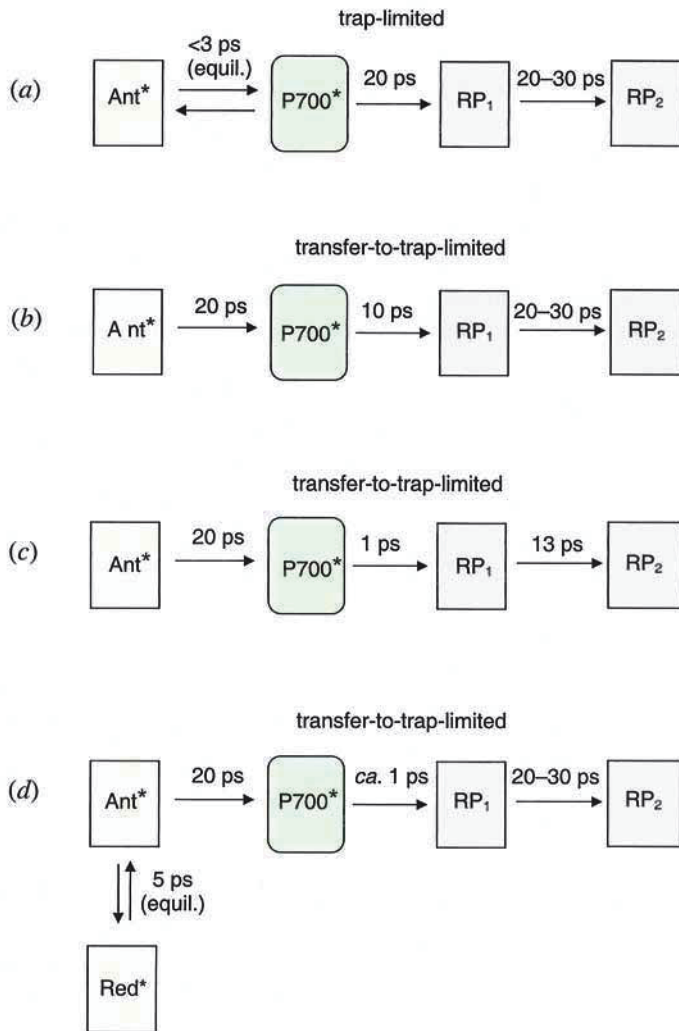 trap-limited
(a)
Ant*
<3 ps
(equil.)
P700*
20 ps
RP₁
20–30 ps
RP₂
transfer-to-trap-limited
(b)
A nt*
20 ps
P700*
10 ps
RP₁
20–30 ps
RP₂
transfer-to-trap-limited
(c)
Ant*
20 ps
P700*
1 ps
RP₁
13 ps
RP₂
transfer-to-trap-limited
(d)
Ant*
20 ps
P700*
ca. 1 ps
RP₁
20–30 ps
RP₂
5 ps
(equil.)
Red*